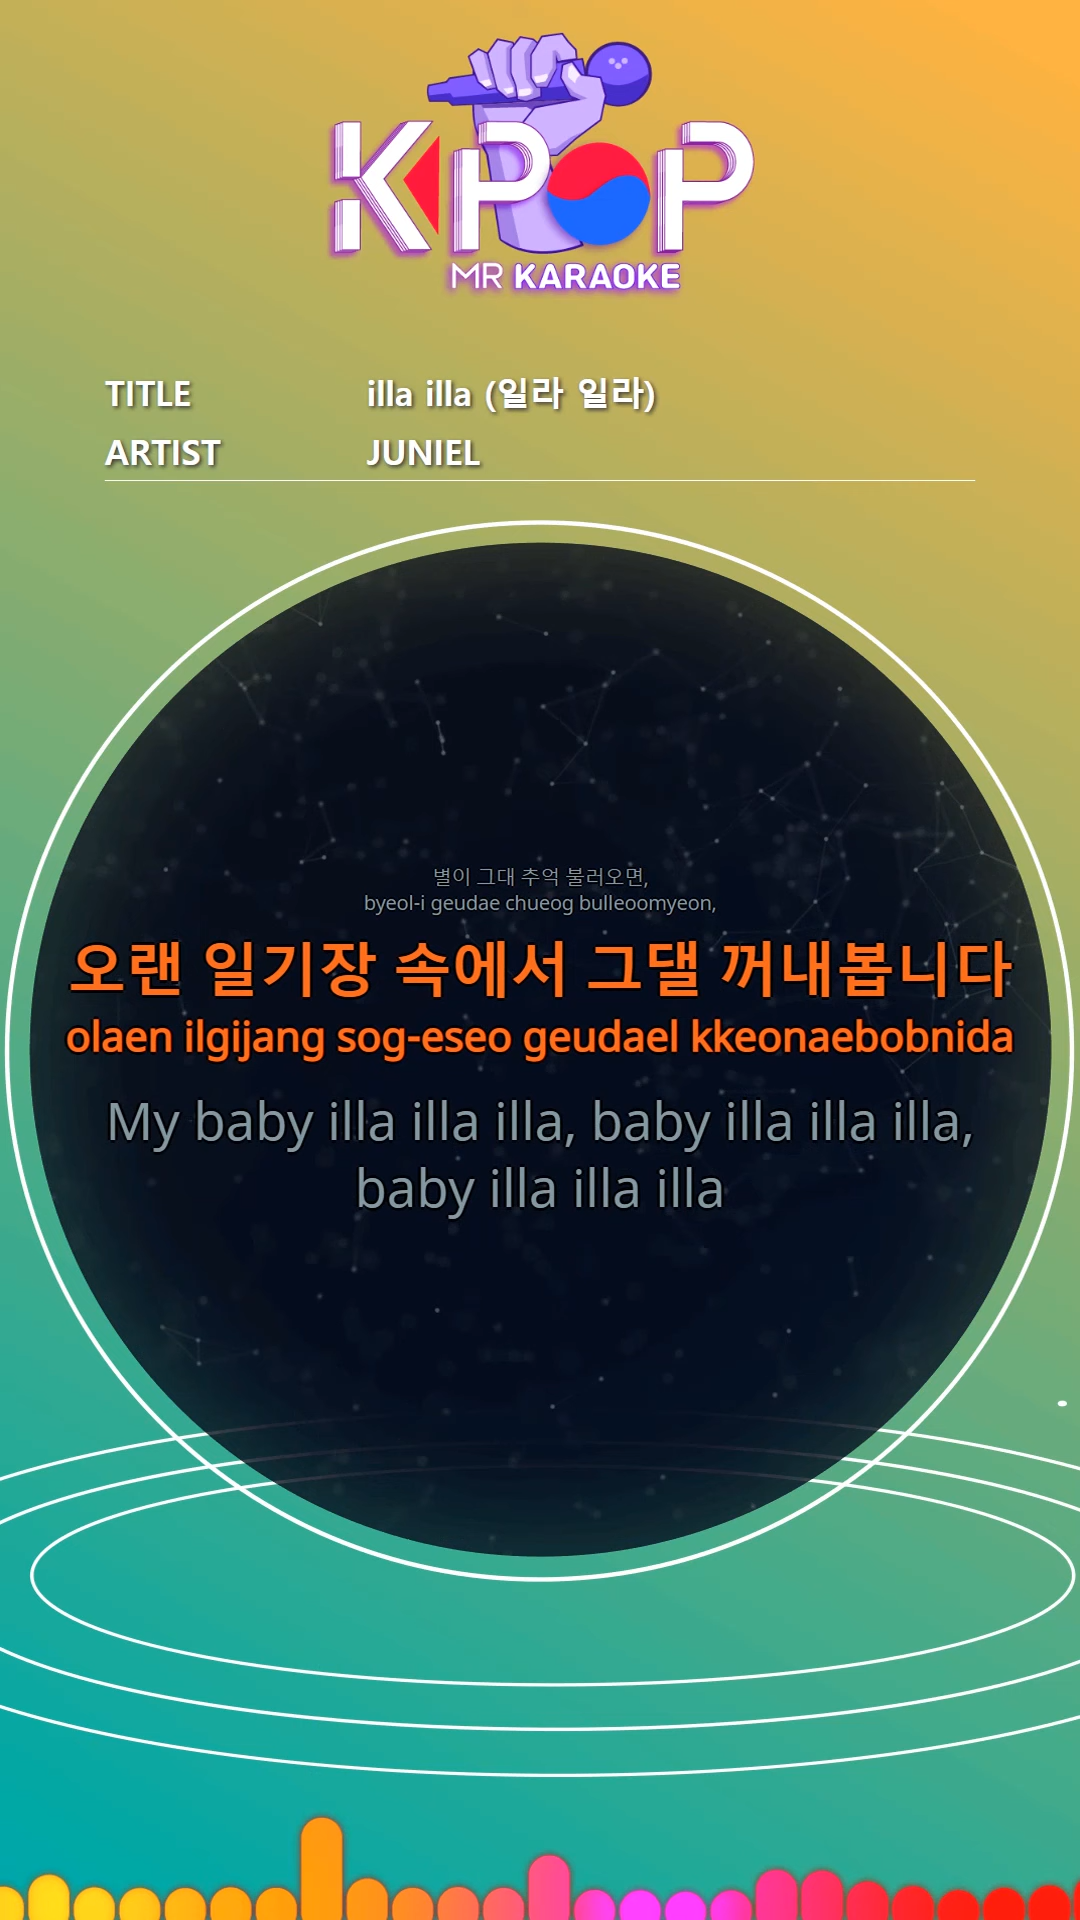 KPOP
MR KARAOKE
TITLE illa illa (일라 일라)
ARTIST JUNIEL
별이 그대 추억 불러오면,
byeol-i geudae chueog bulleoomyeon,
오랜 일기장 속에서 그댈 꺼내봅니다
olaen ilgijang sog-eseo geudael kkeonaebobnida
My baby illa illa illa, baby illa illa illa,
baby illa illa illa